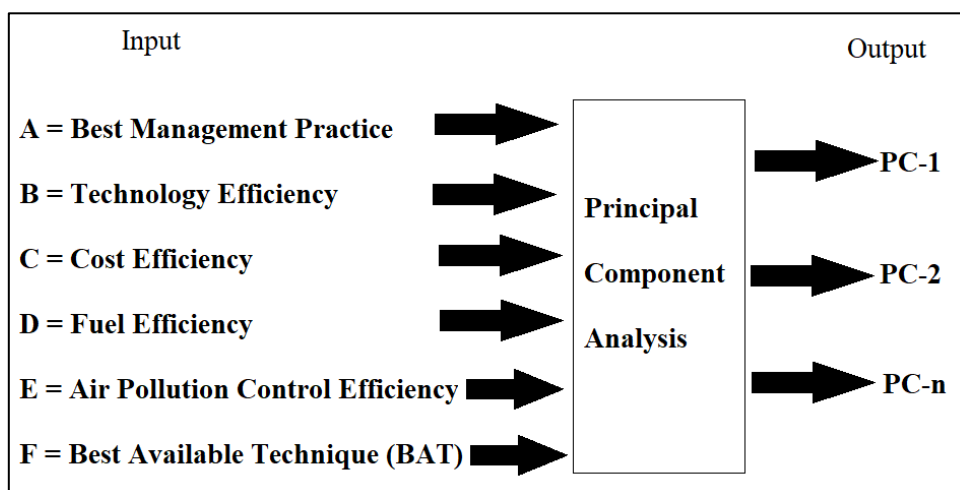 Input
Output
A = Best Management Practice
B = Technology Efficiency
C = Cost Efficiency
D = Fuel Efficiency
E = Air Pollution Control Efficiency
F = Best Available Technique (BAT)
Principal
Component
Analysis
PC-1
PC-2
PC-n